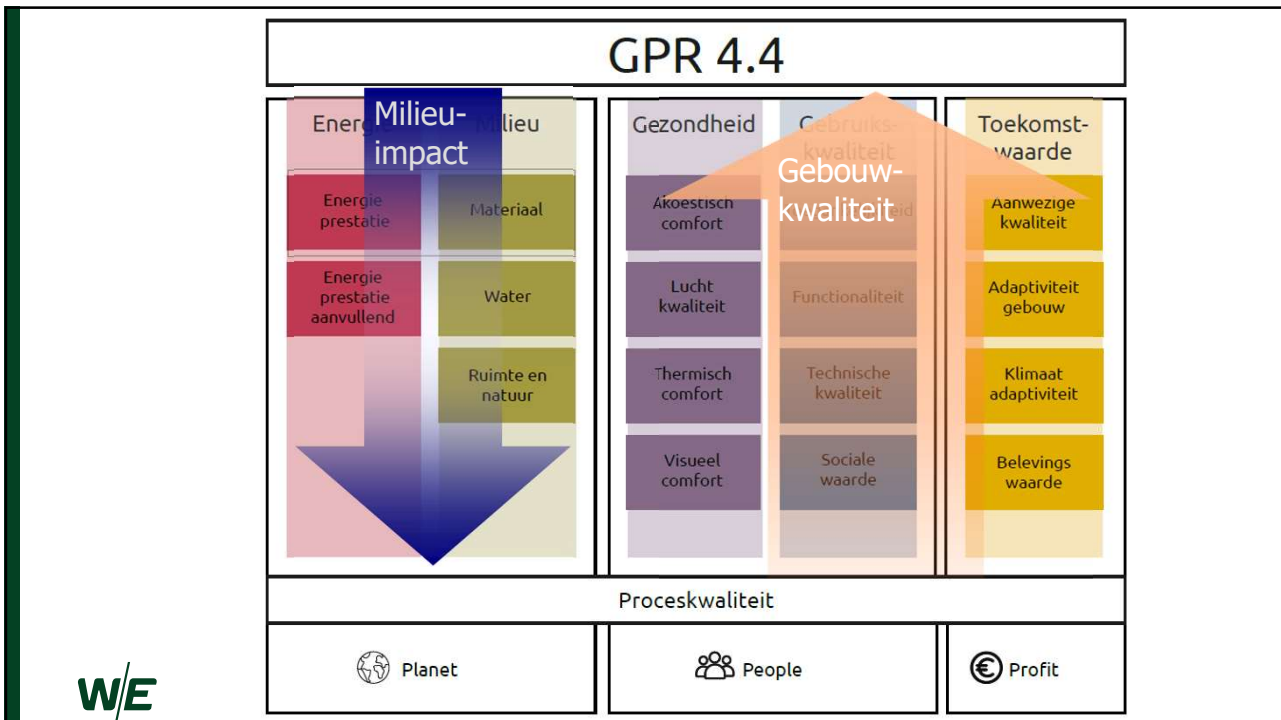 GPR 4.4
Milieu-
impact
Energie
Milieu
Energie
prestatie
Materiaal
Energie
prestatie
aanvullend
Water
Ruimte en
natuur
Gezondheid
Gebruiks-
kwaliteit
Gebouw-
kwaliteit
Akoestisch
comfort
Lucht
kwaliteit
Functionaliteit
Thermisch
comfort
Technische
kwaliteit
Visueel
comfort
Sociale
waarde
Toekomst-
waarde
Aanwezige
kwaliteit
Adaptiviteit
gebouw
Klimaat
adaptiviteit
Belevings
waarde
Proceskwaliteit
Planet
People
€ Profit
W/E